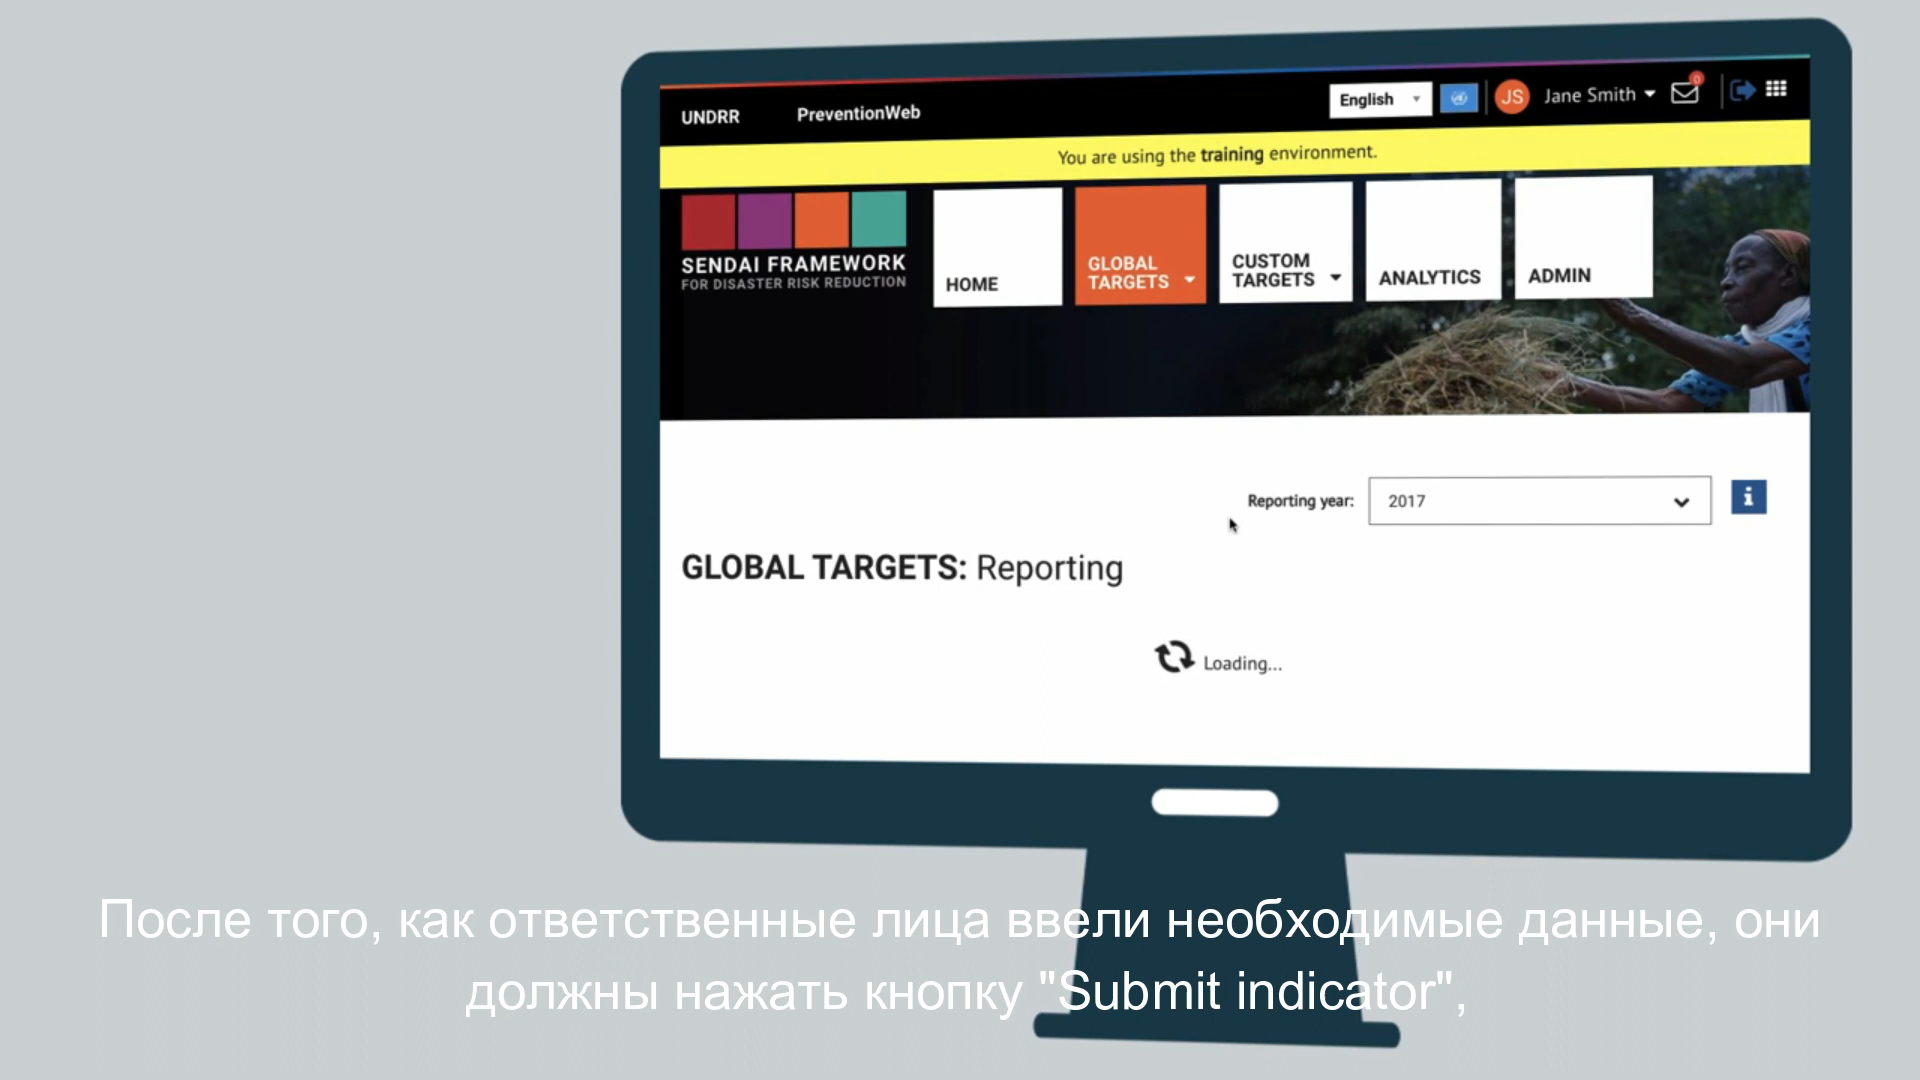 UNDRR PreventionWeb English JS Jane Smith 0
You are using the training environment.
SENDAI FRAMEWORK
FOR DISASTER RISK REDUCTION
HOME
GLOBAL
TARGETS
CUSTOM
TARGETS
ANALYTICS
ADMIN
Reporting year: 2017 i
GLOBAL TARGETS: Reporting
Loading...
После того, как ответственные лица ввели необходимые данные, они
должны нажать кнопку "Submit indicator",